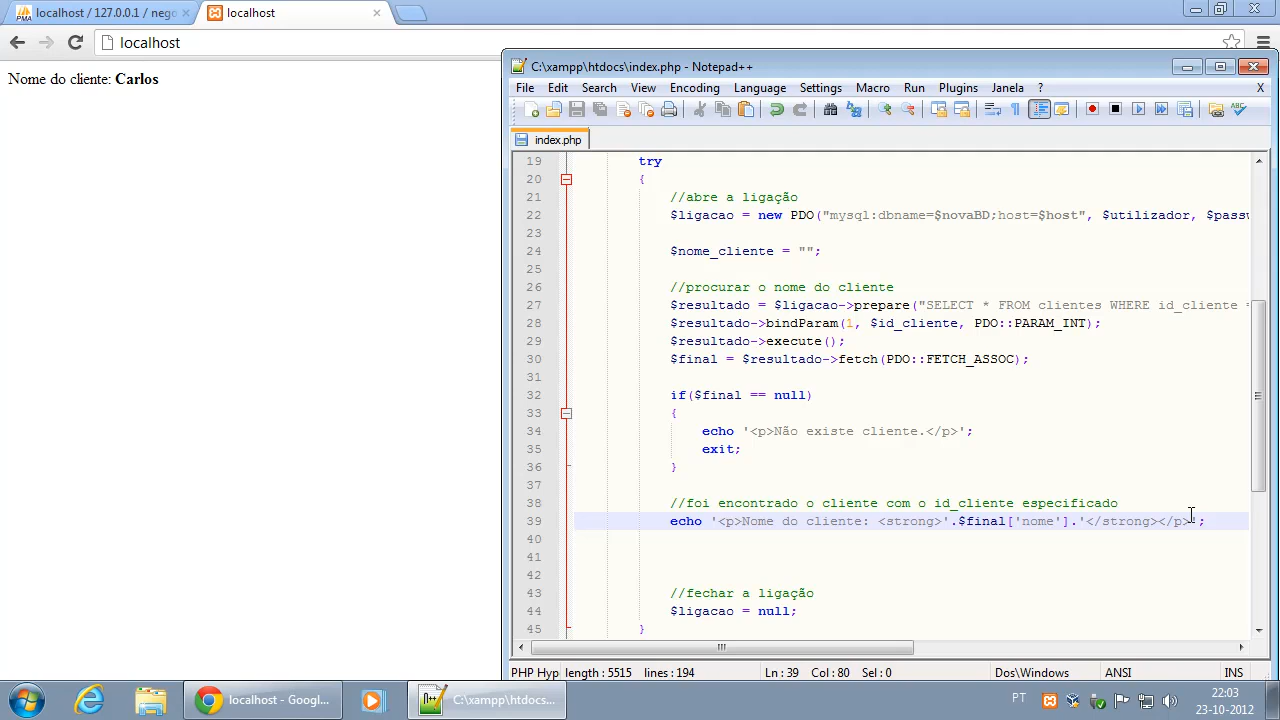 localhost / 127.0.0.1 / nego
localhost
localhost
Nome do cliente: Carlos
C:\xampp\htdocs\index.php - Notepad++
File Edit Search View Encoding Language Settings Macro Run Plugins Janela ? X
index.php
19 try
20 {
21 //abre a ligação
22 $ligacao = new PDO("mysql:dbname=$novaBD;host=$host", $utilizador, $passw
23
24 $nome_cliente = "";
25
26 //procurar o nome do cliente
27 $resultado = $ligacao->prepare("SELECT * FROM clientes WHERE id_cliente =
28 $resultado->bindParam(1, $id_cliente, PDO::PARAM_INT);
29 $resultado->execute();
30 $final = $resultado->fetch(PDO::FETCH_ASSOC);
31
32 if($final == null)
33 {
34 echo '<p>Não existe cliente.</p>';
35 exit;
36 }
37
38 //foi encontrado o cliente com o id_cliente especificado
39 echo '<p>Nome do cliente: <strong>'.$final['nome'].'</strong></p>';
40
41
42
43 //fechar a ligação
44 $ligacao = null;
45 }
PHP Hyp length : 5515 lines : 194 Ln : 39 Col : 80 Sel : 0 Dos\Windows ANSI INS
localhost - Googl...
C:\xampp\htdocs...
PT
22:03
23-10-2012